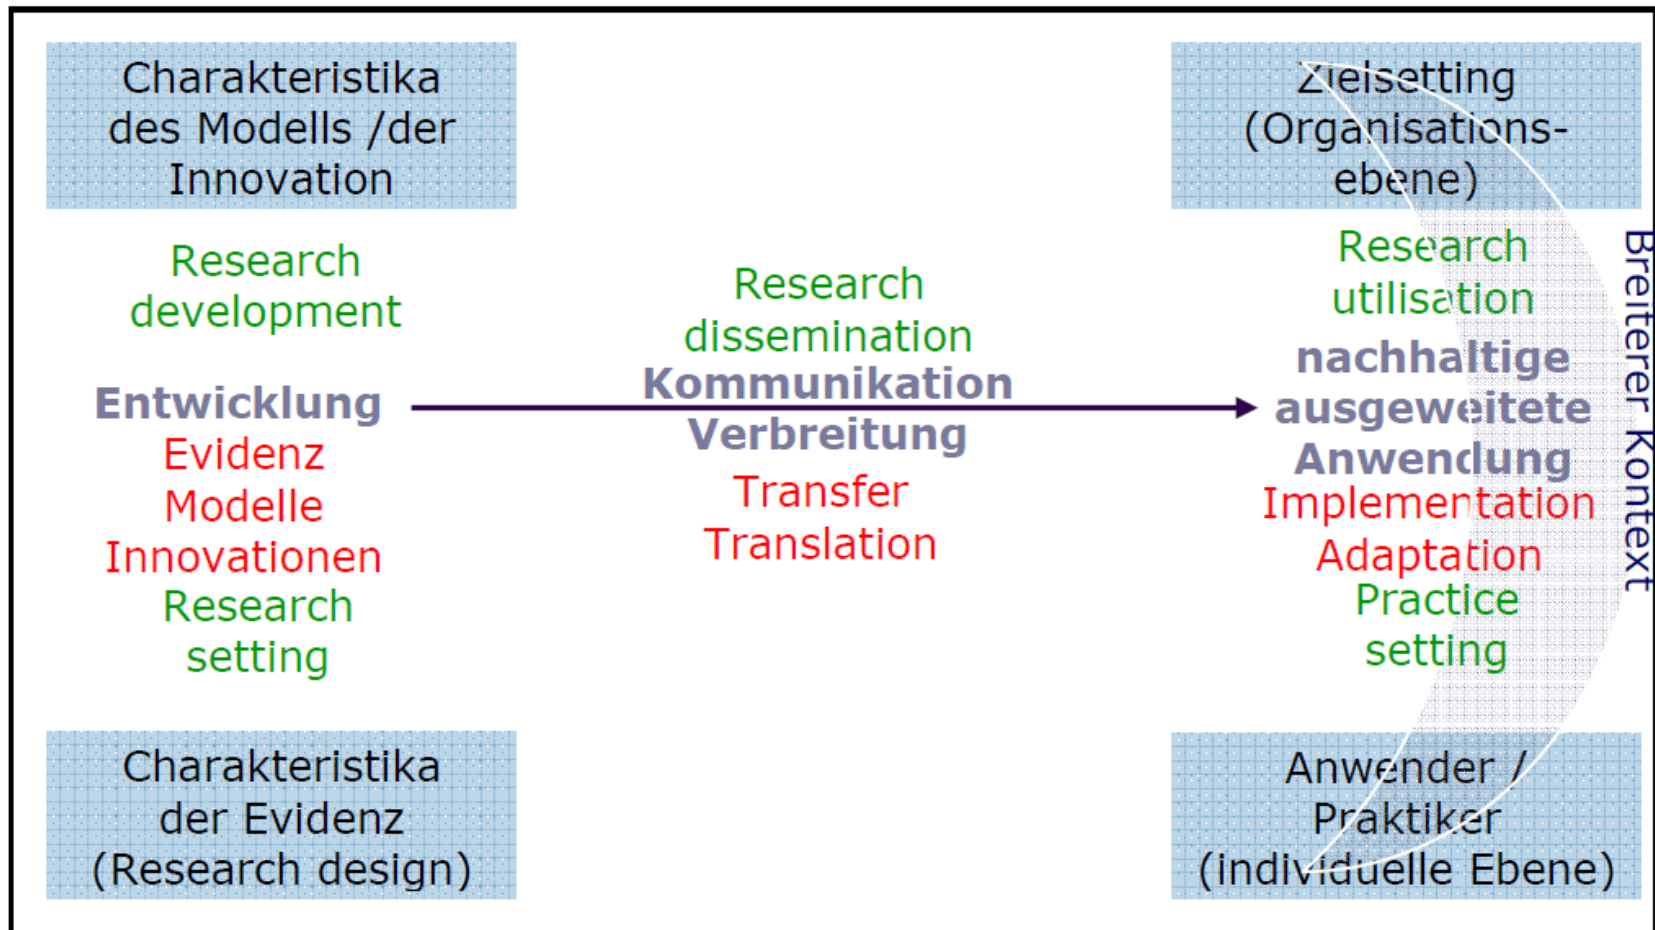 Charakteristika
des Modells /der
Innovation
Research
development
Entwicklung
Evidenz
Modelle
Innovationen
Research
setting
Charakteristika
der Evidenz
(Research design)
Research
dissemination
Kommunikation
Verbreitung
Transfer
Translation
Zielsetting
(Organisations-
ebene)
Research
utilisation
nachhaltige
ausgeweitete
Anwendung
Implementation
Adaptation
Practice
setting
Anwender /
Praktiker
(individuelle Ebene)
Breiterer Kontext